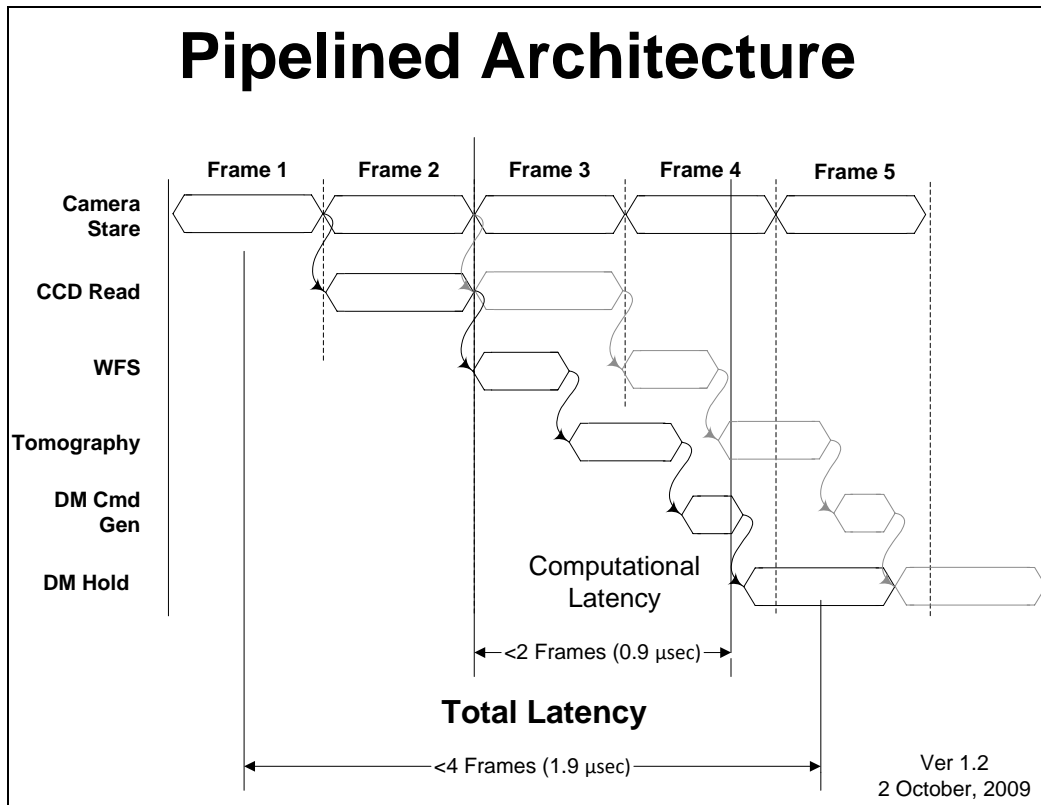 Pipelined Architecture
Frame 1
Frame 2
Frame 3
Frame 4
Frame 5
Camera
Stare
CCD Read
WFS
Tomography
DM Cmd
Gen
DM Hold
Computational
Latency
<2 Frames (0.9 µsec)
Total Latency
<4 Frames (1.9 µsec)
Ver 1.2
2 October, 2009